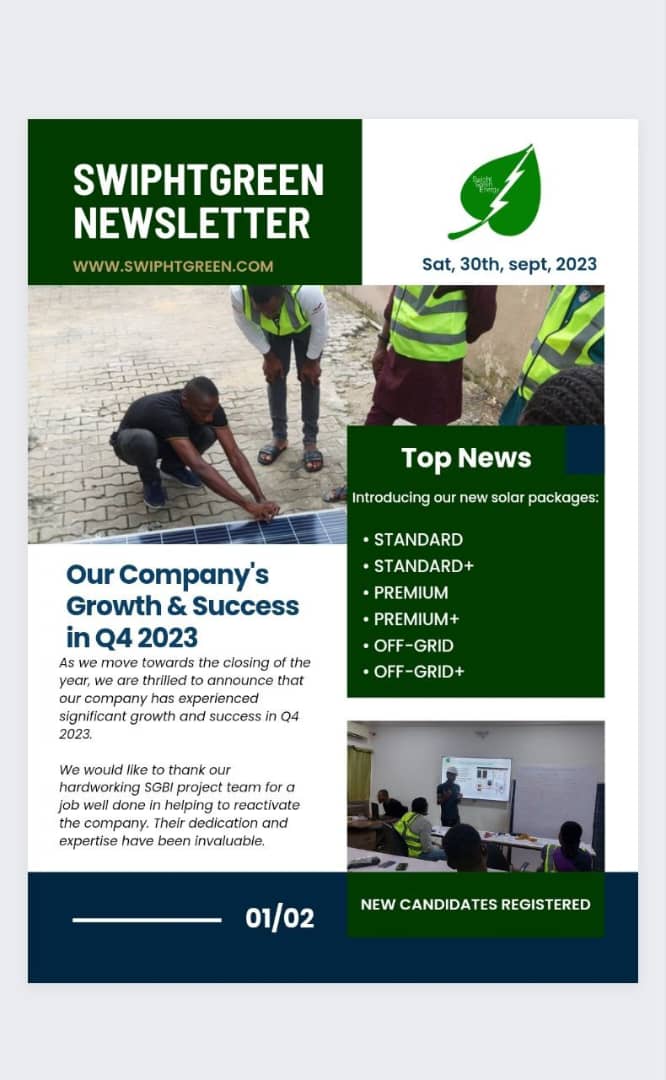 SWIPHTGREEN
NEWSLETTER
WWW.SWIPHTGREEN.COM
Swipht
Green
Energy
Sat, 30th, sept, 2023
Top News
Introducing our new solar packages:
• STANDARD
• STANDARD+
• PREMIUM
• PREMIUM+
• OFF-GRID
• OFF-GRID+
Our Company's
Growth & Success
in Q4 2023
As we move towards the closing of the
year, we are thrilled to announce that
our company has experienced
significant growth and success in Q4
2023.
We would like to thank our
hardworking SGBI project team for a
job well done in helping to reactivate
the company. Their dedication and
expertise have been invaluable.
NEW CANDIDATES REGISTERED
01/02